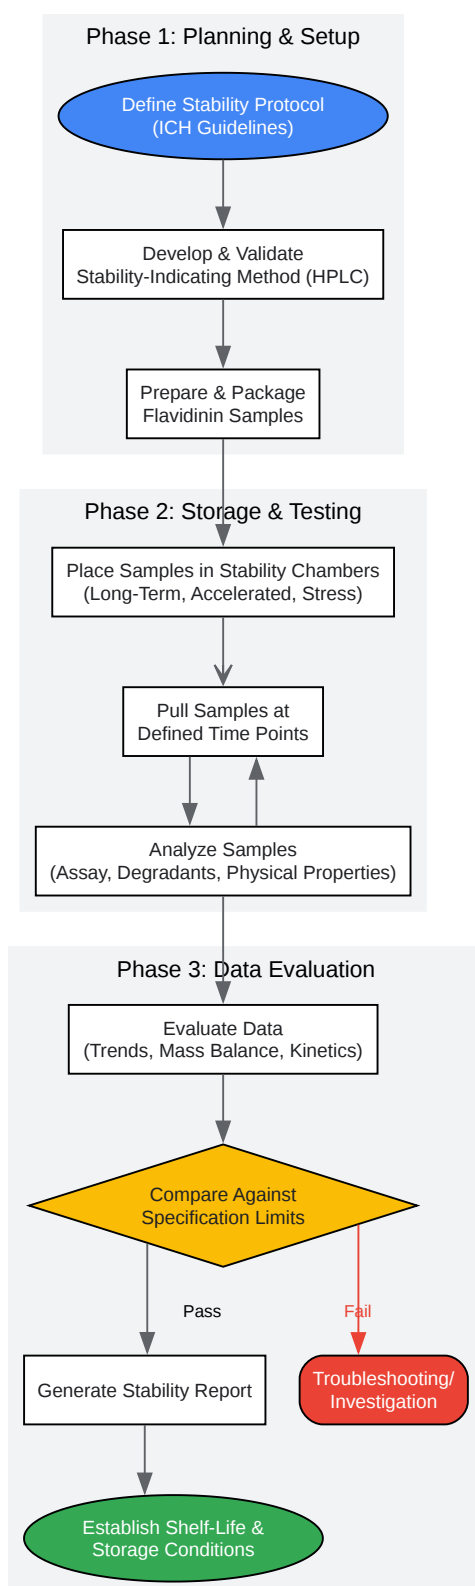 Phase 1: Planning & Setup
Define Stability Protocol
(ICH Guidelines)
Develop & Validate
Stability-Indicating Method (HPLC)
Prepare & Package
Flavidinin Samples
Phase 2: Storage & Testing
Place Samples in Stability Chambers
(Long-Term, Accelerated, Stress)
Pull Samples at
Defined Time Points
Analyze Samples
(Assay, Degradants, Physical Properties)
Phase 3: Data Evaluation
Evaluate Data
(Trends, Mass Balance, Kinetics)
Compare Against
Specification Limits
Pass
Fail
Generate Stability Report
Troubleshooting/
Investigation
Establish Shelf-Life &
Storage Conditions